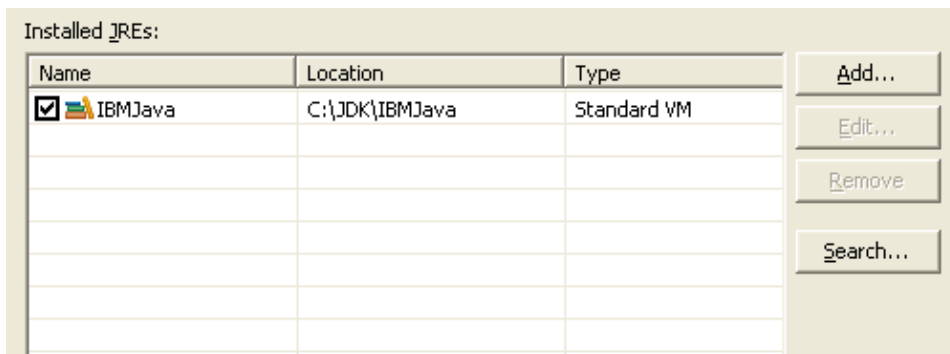 Installed JREs:
Name Location Type
IBMJava C:\JDK\IBMJava Standard VM
Add...
Edit...
Remove
Search...